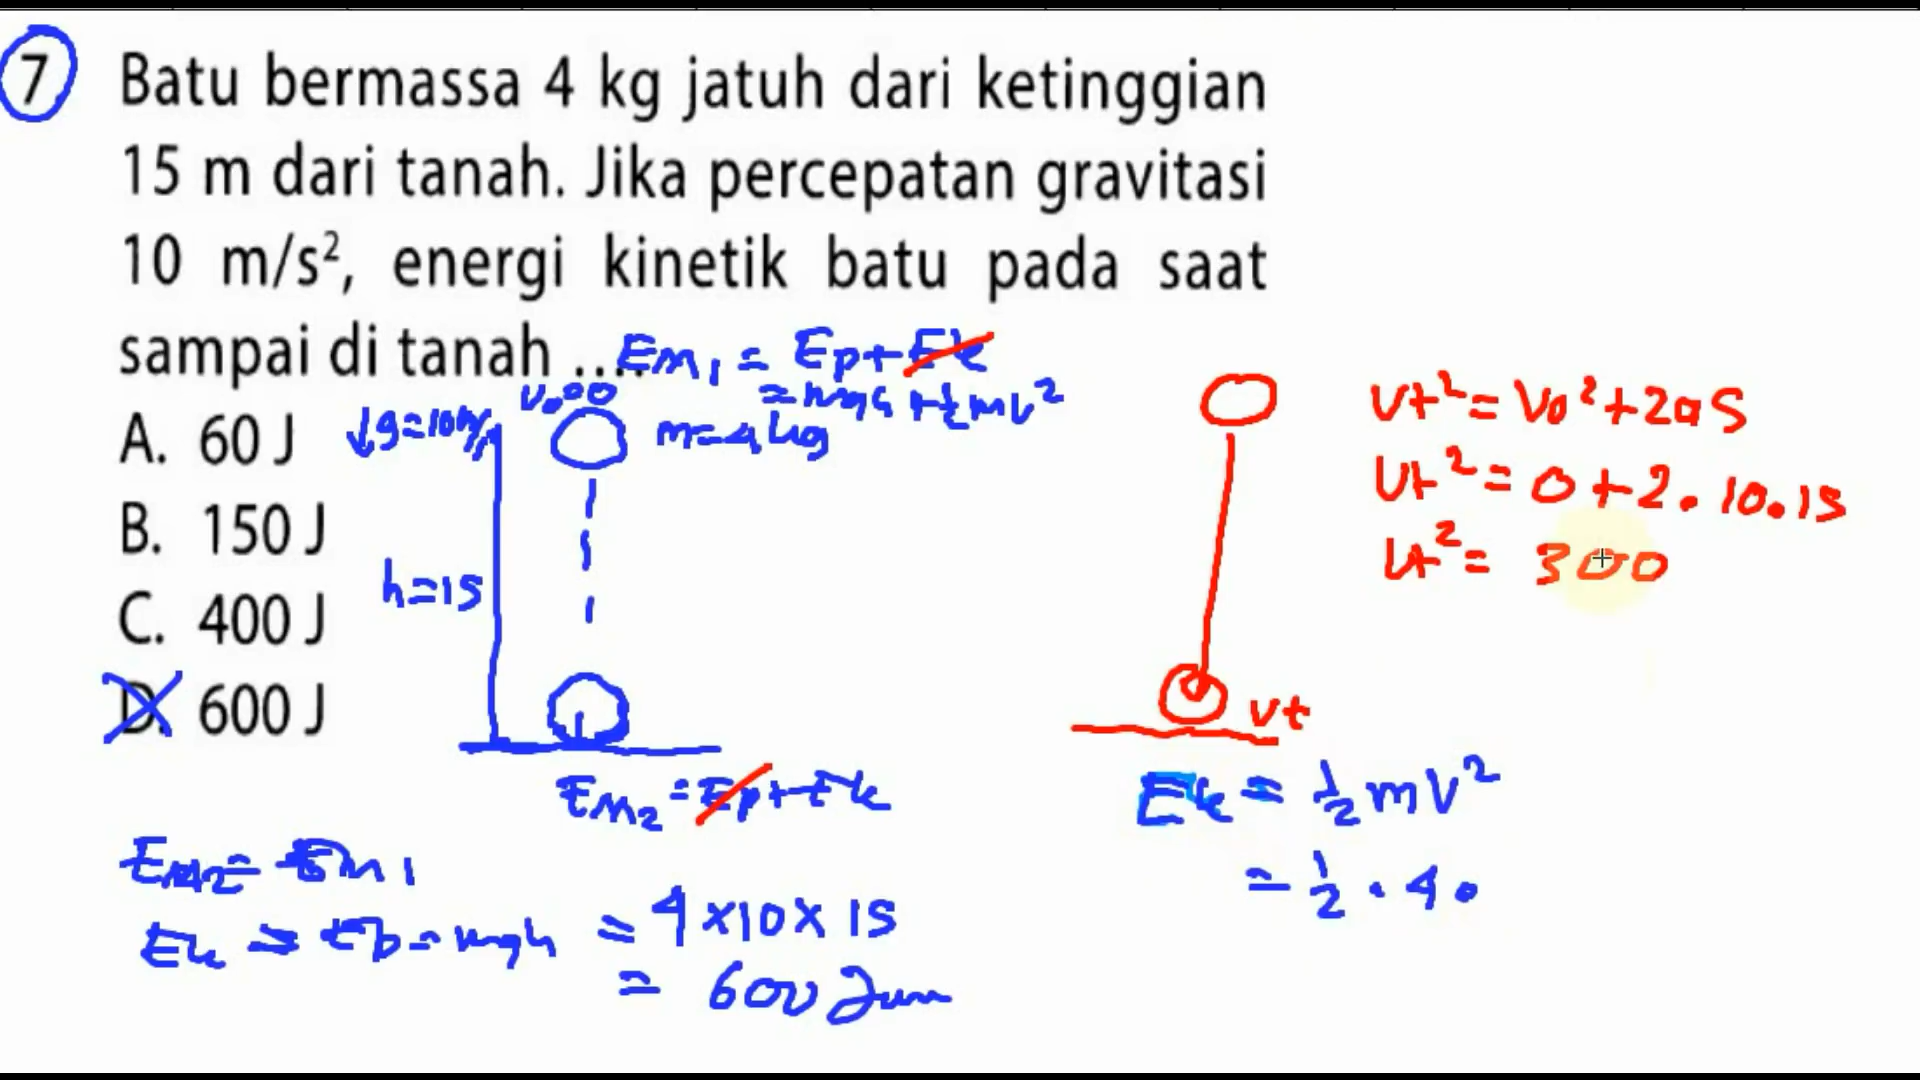 7 Batu bermassa 4 kg jatuh dari ketinggian
15 m dari tanah. Jika percepatan gravitasi
10 m/s², energi kinetik batu pada saat
sampai di tanah ....
A. 60 J
B. 150 J
C. 400 J
D. 600 J
Em₁ = Ep+Ek
= mgh + ½mv²
V₀=0
↓g=10
m=4kg
h=15
Em₂=Ep+Ek
Em₂=Em₁
Ek = Ep=mgh = 4×10×15
= 600
Vt²=V0²+2aS
Vt²=0+2.10.15
Vt²= 300
Vt
Ek = ½mV²
= ½.4.